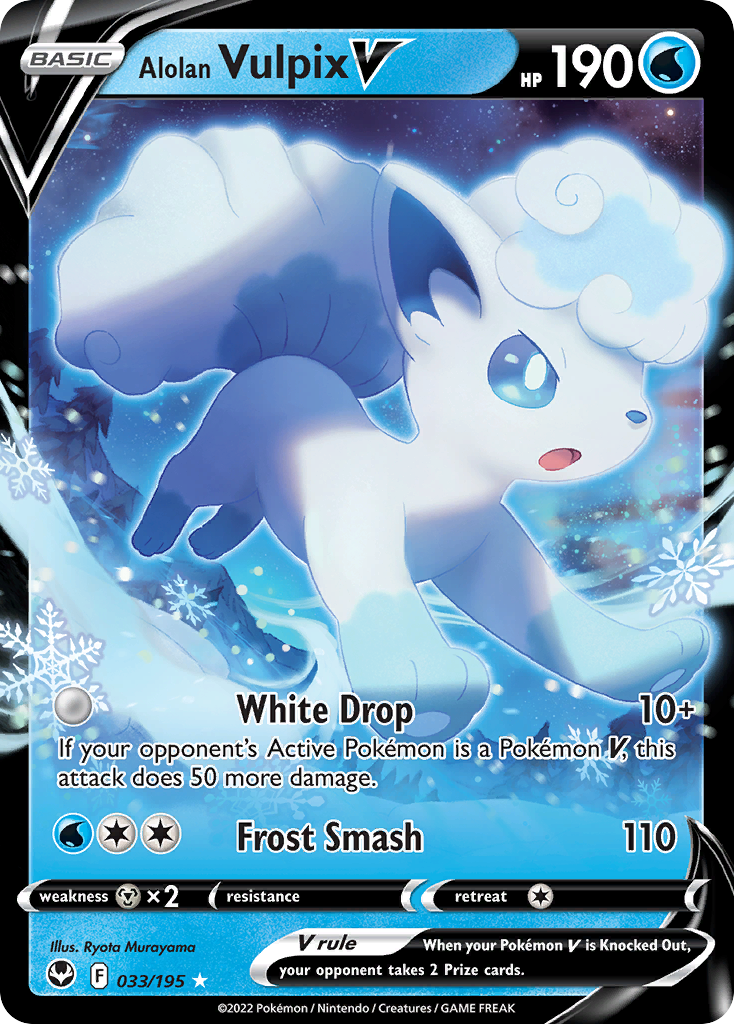 BASIC
Alolan Vulpix V
HP 190
White Drop 10+
If your opponent's Active Pokémon is a Pokémon V, this
attack does 50 more damage.
Frost Smash 110
weakness ×2 resistance retreat
Illus. Ryota Murayama
V rule When your Pokémon V is Knocked Out,
your opponent takes 2 Prize cards.
F 033/195
©2022 Pokémon / Nintendo / Creatures / GAME FREAK